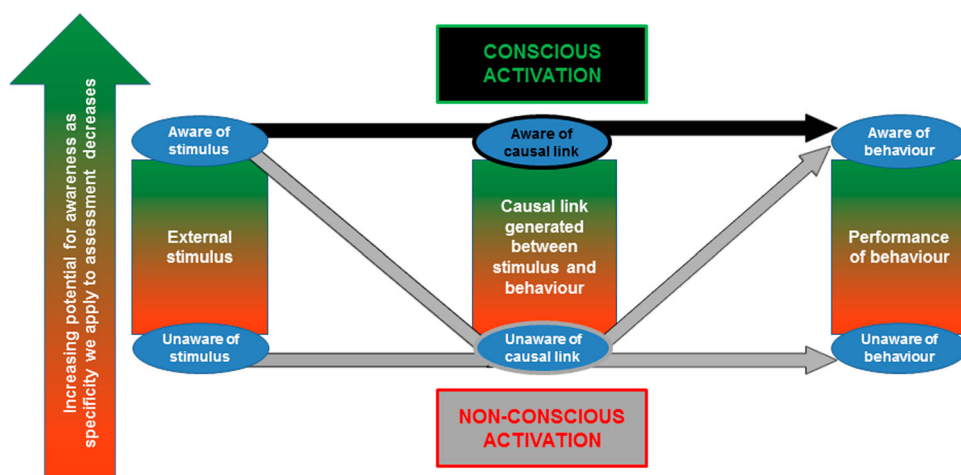 Increasing potential for awareness as
specificity we apply to assessment decreases
CONSCIOUS
ACTIVATION
Aware of
stimulus
Aware of
causal link
Aware of
behaviour
External
stimulus
Causal link
generated
between
stimulus and
behaviour
Performance
of behaviour
Unaware of
stimulus
Unaware of
causal link
Unaware of
behaviour
NON-CONSCIOUS
ACTIVATION